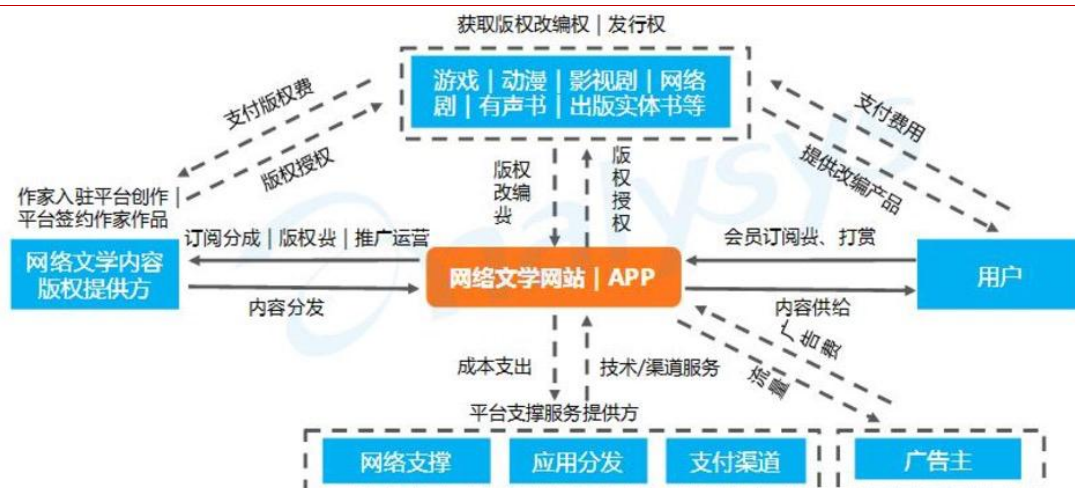 获取版权改编权 | 发行权
游戏 | 动漫 | 影视剧 | 网络
剧 | 有声书 | 出版实体书等
支付版权费
版权授权
版权
改编
费
版
权
授
权
支付费用
提供改编产品
作家入驻平台创作 |
平台签约作家作品
网络文学内容
版权提供方
订阅分成 | 版权费 | 推广运营
内容分发
网络文学网站 | APP
会员订阅费、打赏
内容供给
用户
成本支出
技术/渠道服务
广告费
流量
平台支撑服务提供方
网络支撑
应用分发
支付渠道
广告主
nalysys